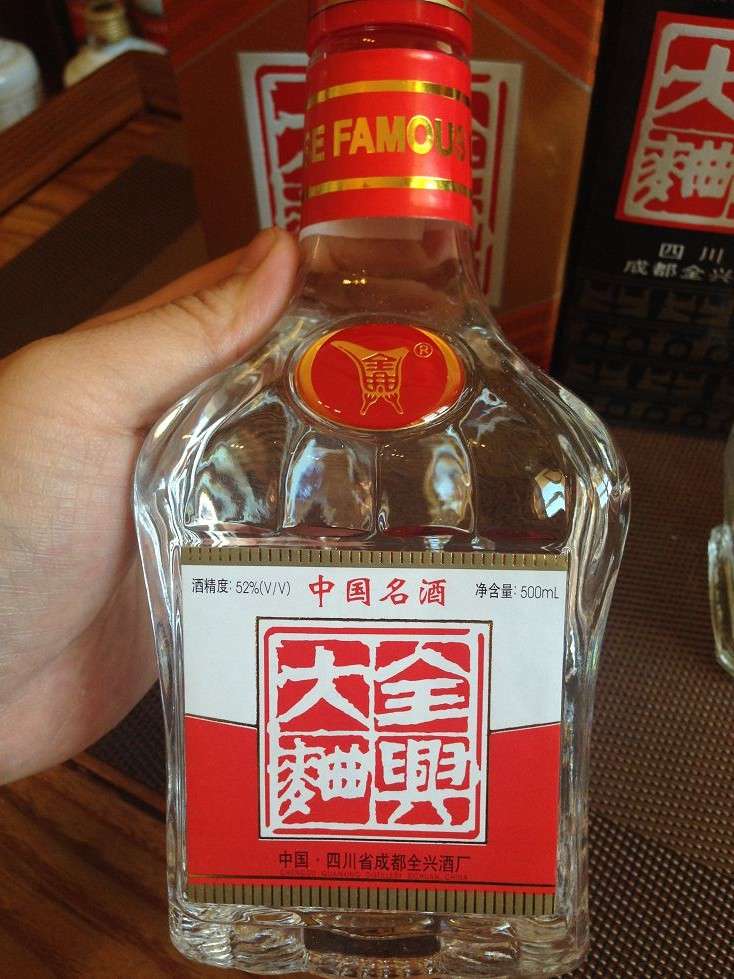 E FAMOUS
全興
®
酒精度: 52%(V/V)
中国名酒
净含量: 500mL
全興
大麯
中国·四川省成都全兴酒厂
大麯
四川
成都全兴